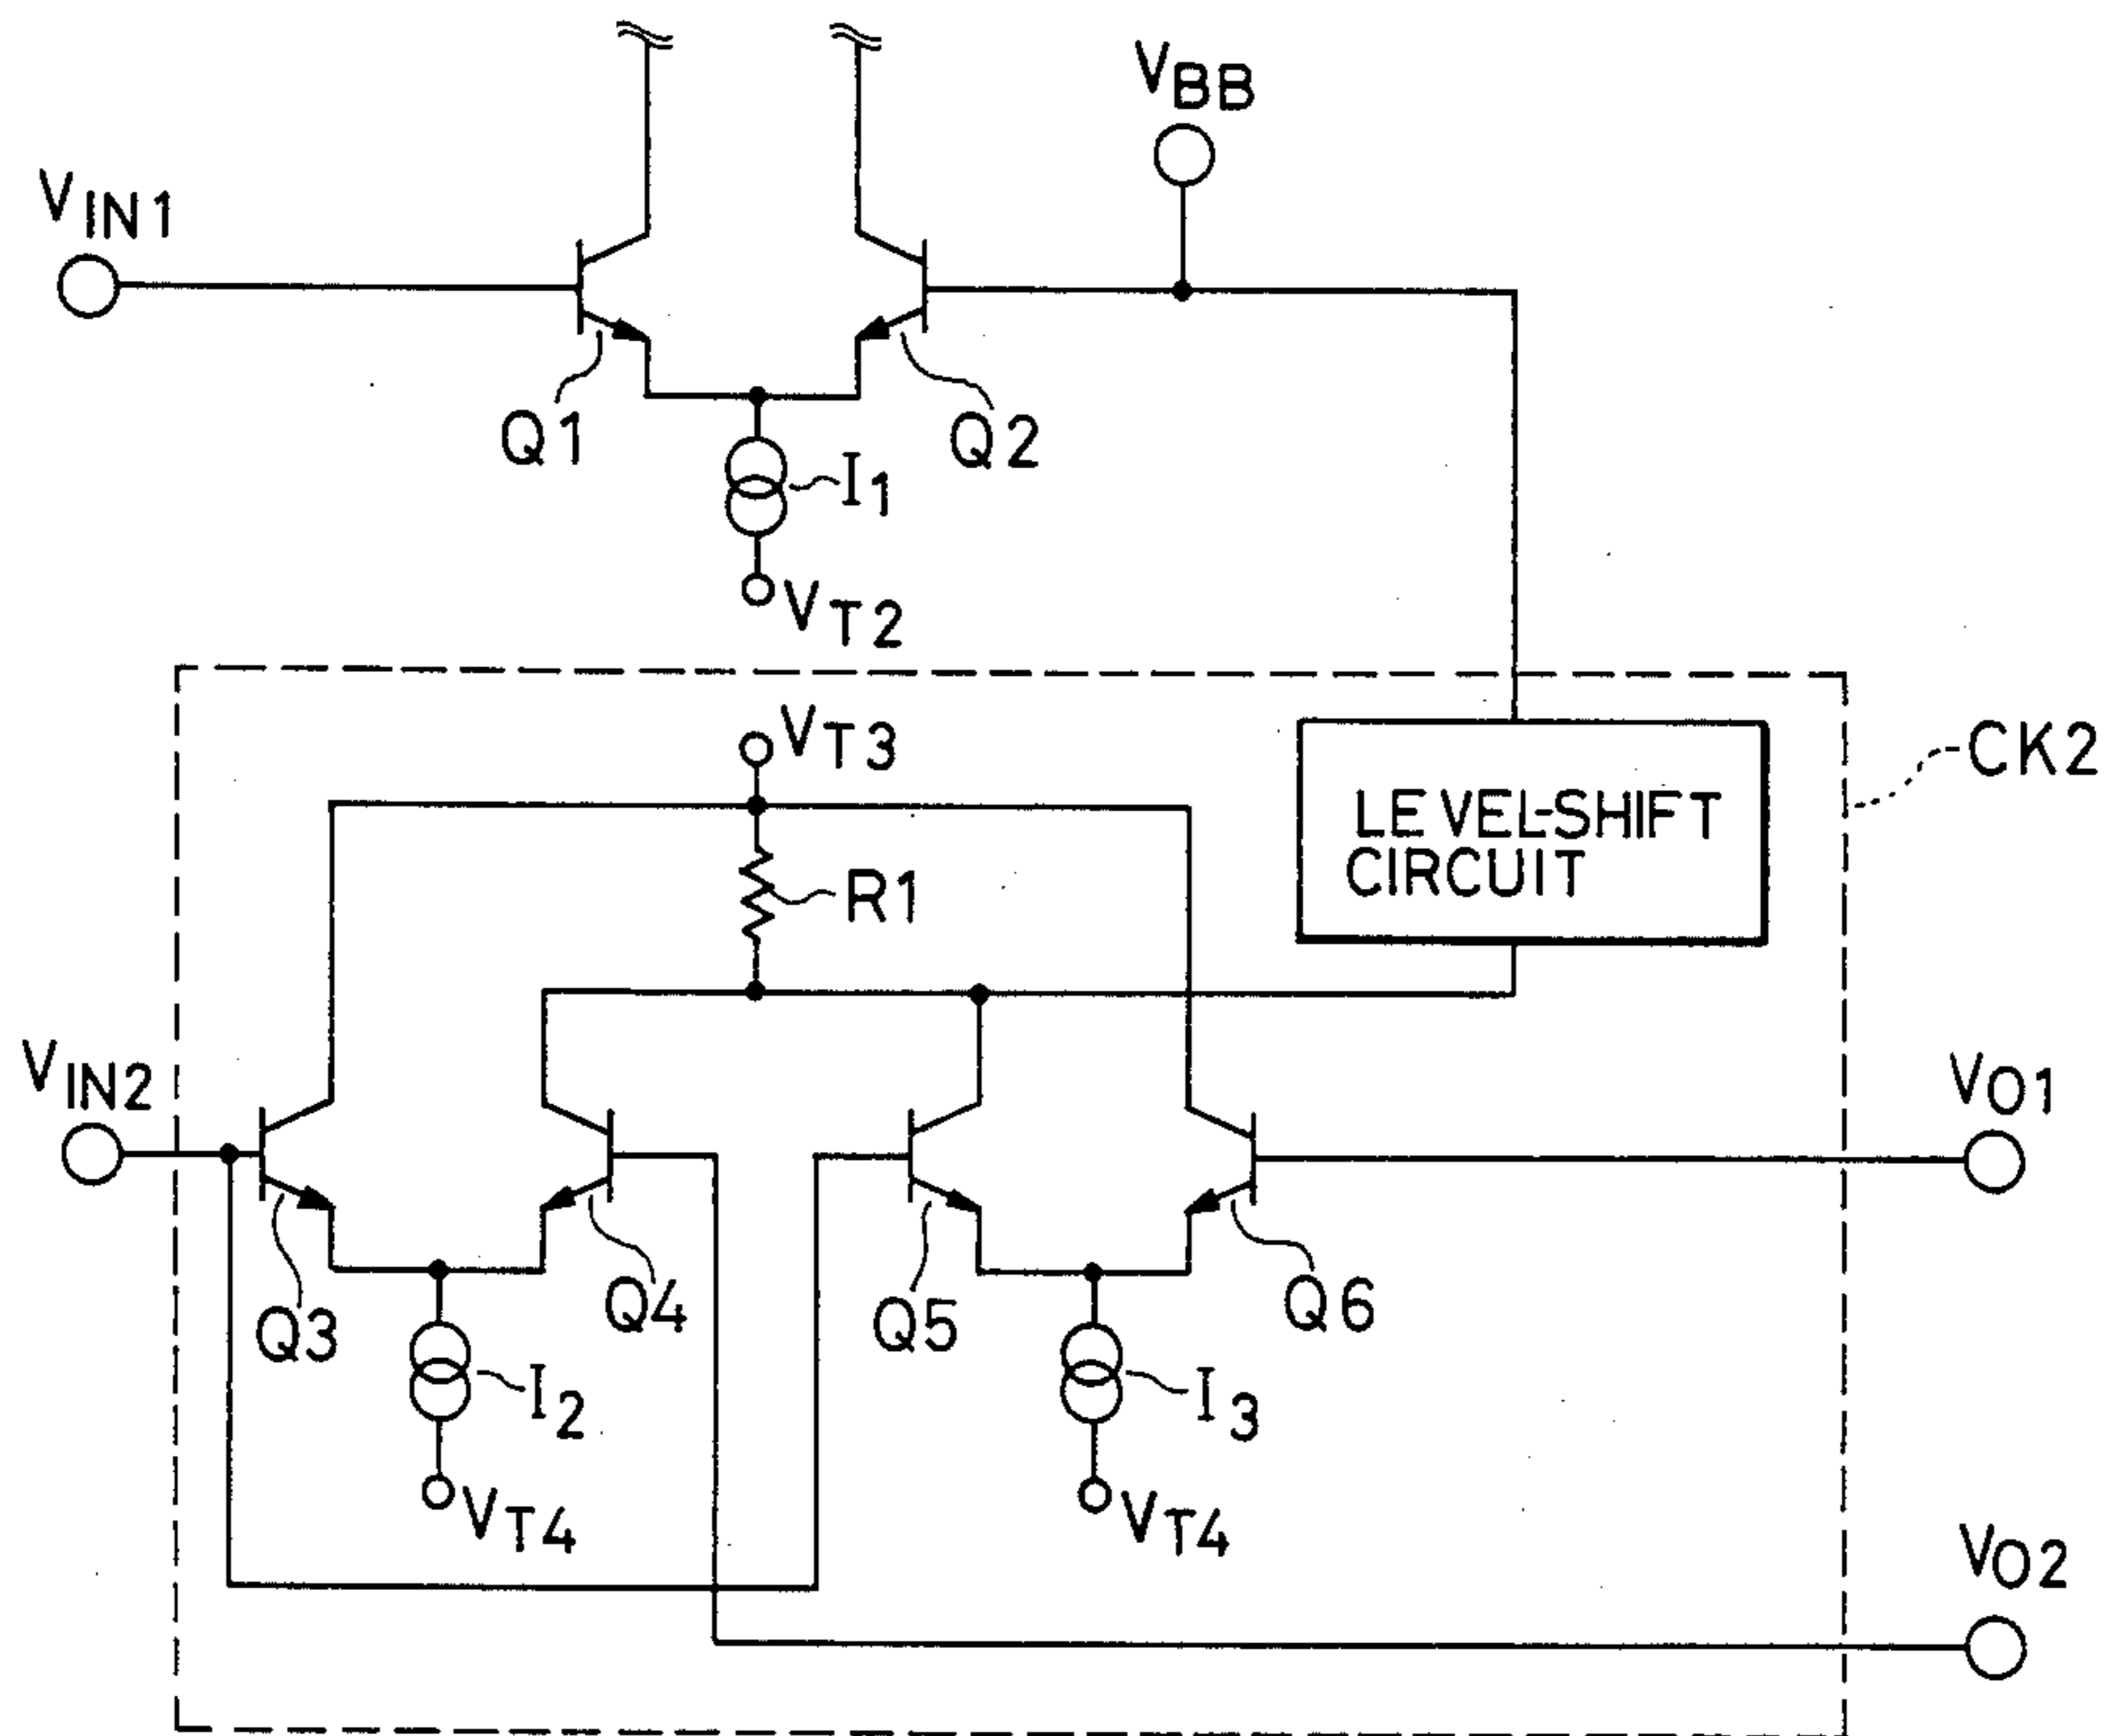 VBB
VIN1
Q1
Q2
I1
VT2
VT3
CK2
LEVEL-SHIFT
CIRCUIT
R1
VIN2
VO1
Q3
Q4
Q5
Q6
I2
I3
VT4
VT4
VO2